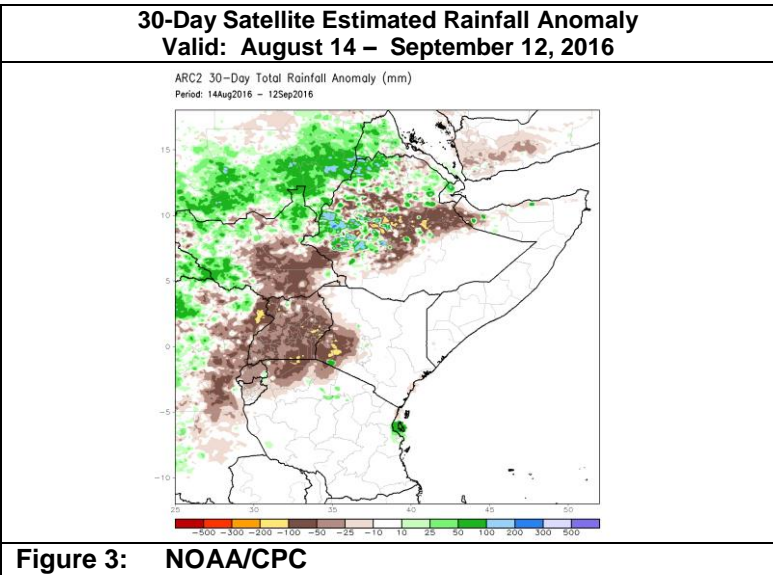 30-Day Satellite Estimated Rainfall Anomaly
Valid: August 14 – September 12, 2016
ARC2 30-Day Total Rainfall Anomaly (mm)
Period: 14Aug2016 – 12Sep2016
15
10
5
0
-5
-10
25 30 35 40 45 50
-500 -300 -200 -100 -50 -25 -10 10 25 50 100 200 300 500
Figure 3: NOAA/CPC